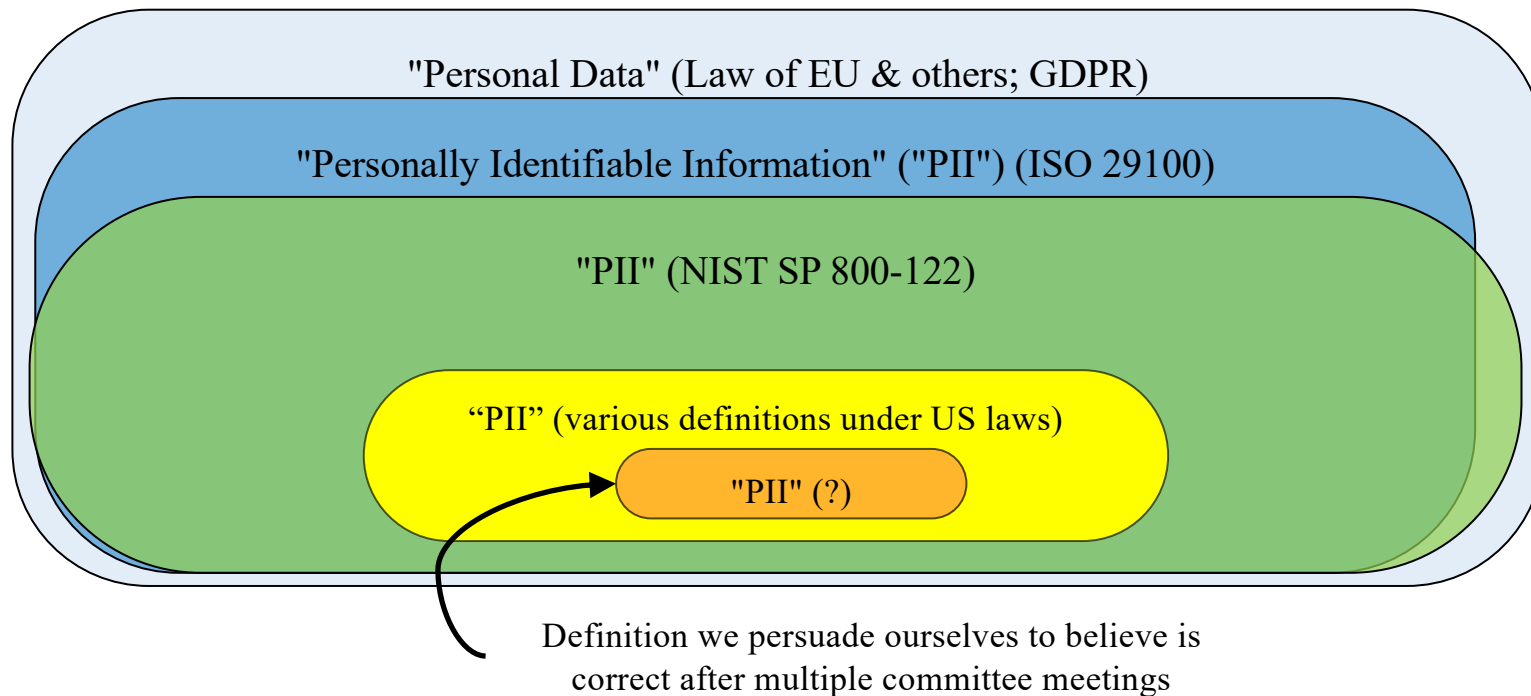 "Personal Data" (Law of EU & others; GDPR)
"Personally Identifiable Information" ("PII") (ISO 29100)
"PII" (NIST SP 800-122)
“PII” (various definitions under US laws)
"PII" (?)
Definition we persuade ourselves to believe is
correct after multiple committee meetings